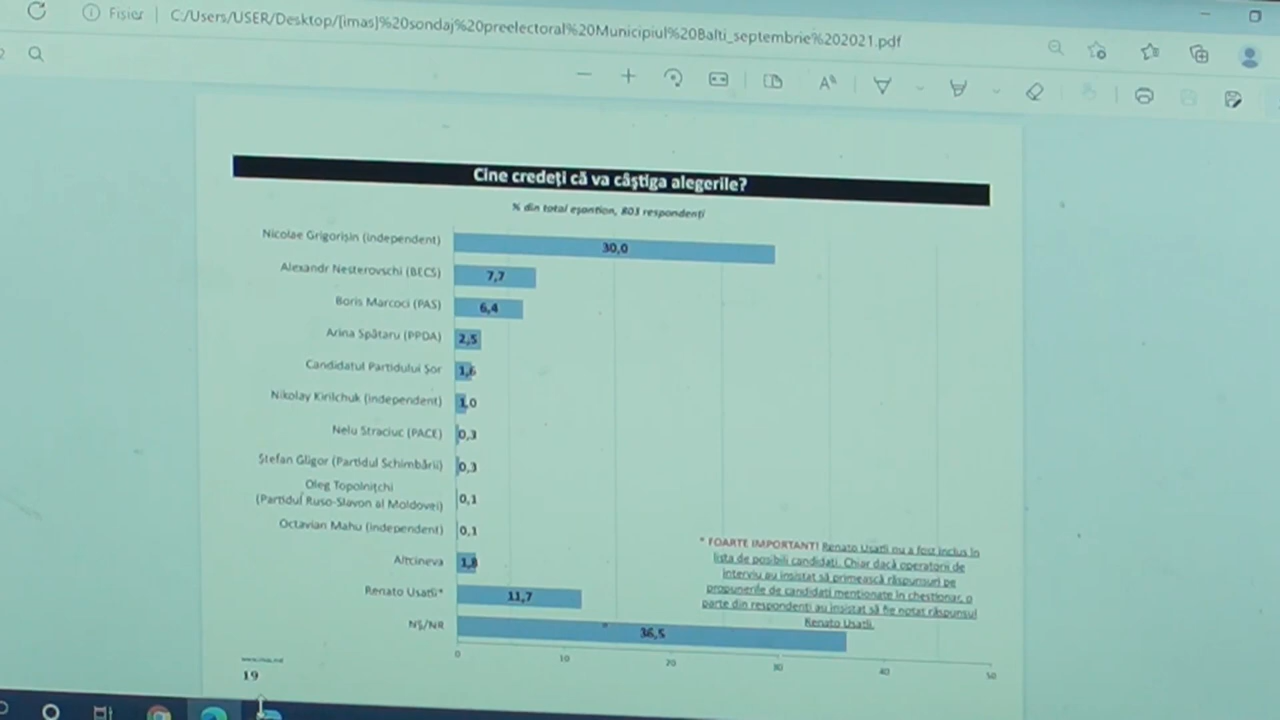 Fișier
C:/Users/USER/Desktop/[imas]%20sondaj%20preelectoral%20Municipiul%20Balti_septembrie%202021.pdf
2
Cine credeți că va câștiga alegerile?
% din total eșantion, 803 respondenți
Nicolae Grigorișin (independent) 30,0
Alexandr Nesterovschi (BECS) 7,7
Boris Marcoci (PAS) 6,4
Arina Spătaru (PPDA) 2,5
Candidatul Partidului Șor 1,6
Nikolay Kirilchuk (independent) 1,0
Nelu Straciuc (PACE) 0,3
Ștefan Gligor (Partidul Schimbării) 0,3
Oleg Topolnițchi
(Partidul Ruso-Slavon al Moldovei) 0,1
Octavian Mahu (independent) 0,1
Altcineva 1,8
Renato Usatîi* 11,7
NȘ/NR 36,5
* FOARTE IMPORTANT! Renato Usatîi nu a fost inclus în
lista de posibili candidați. Chiar dacă operatorii de
interviu au insistat să primească răspunsuri pe
propunerile de candidați menționate în chestionar, o
parte din respondenți au insistat să fie notat răspunsul
Renato Usatîi.
0 10 20 30 40 50
www.imas.md
19